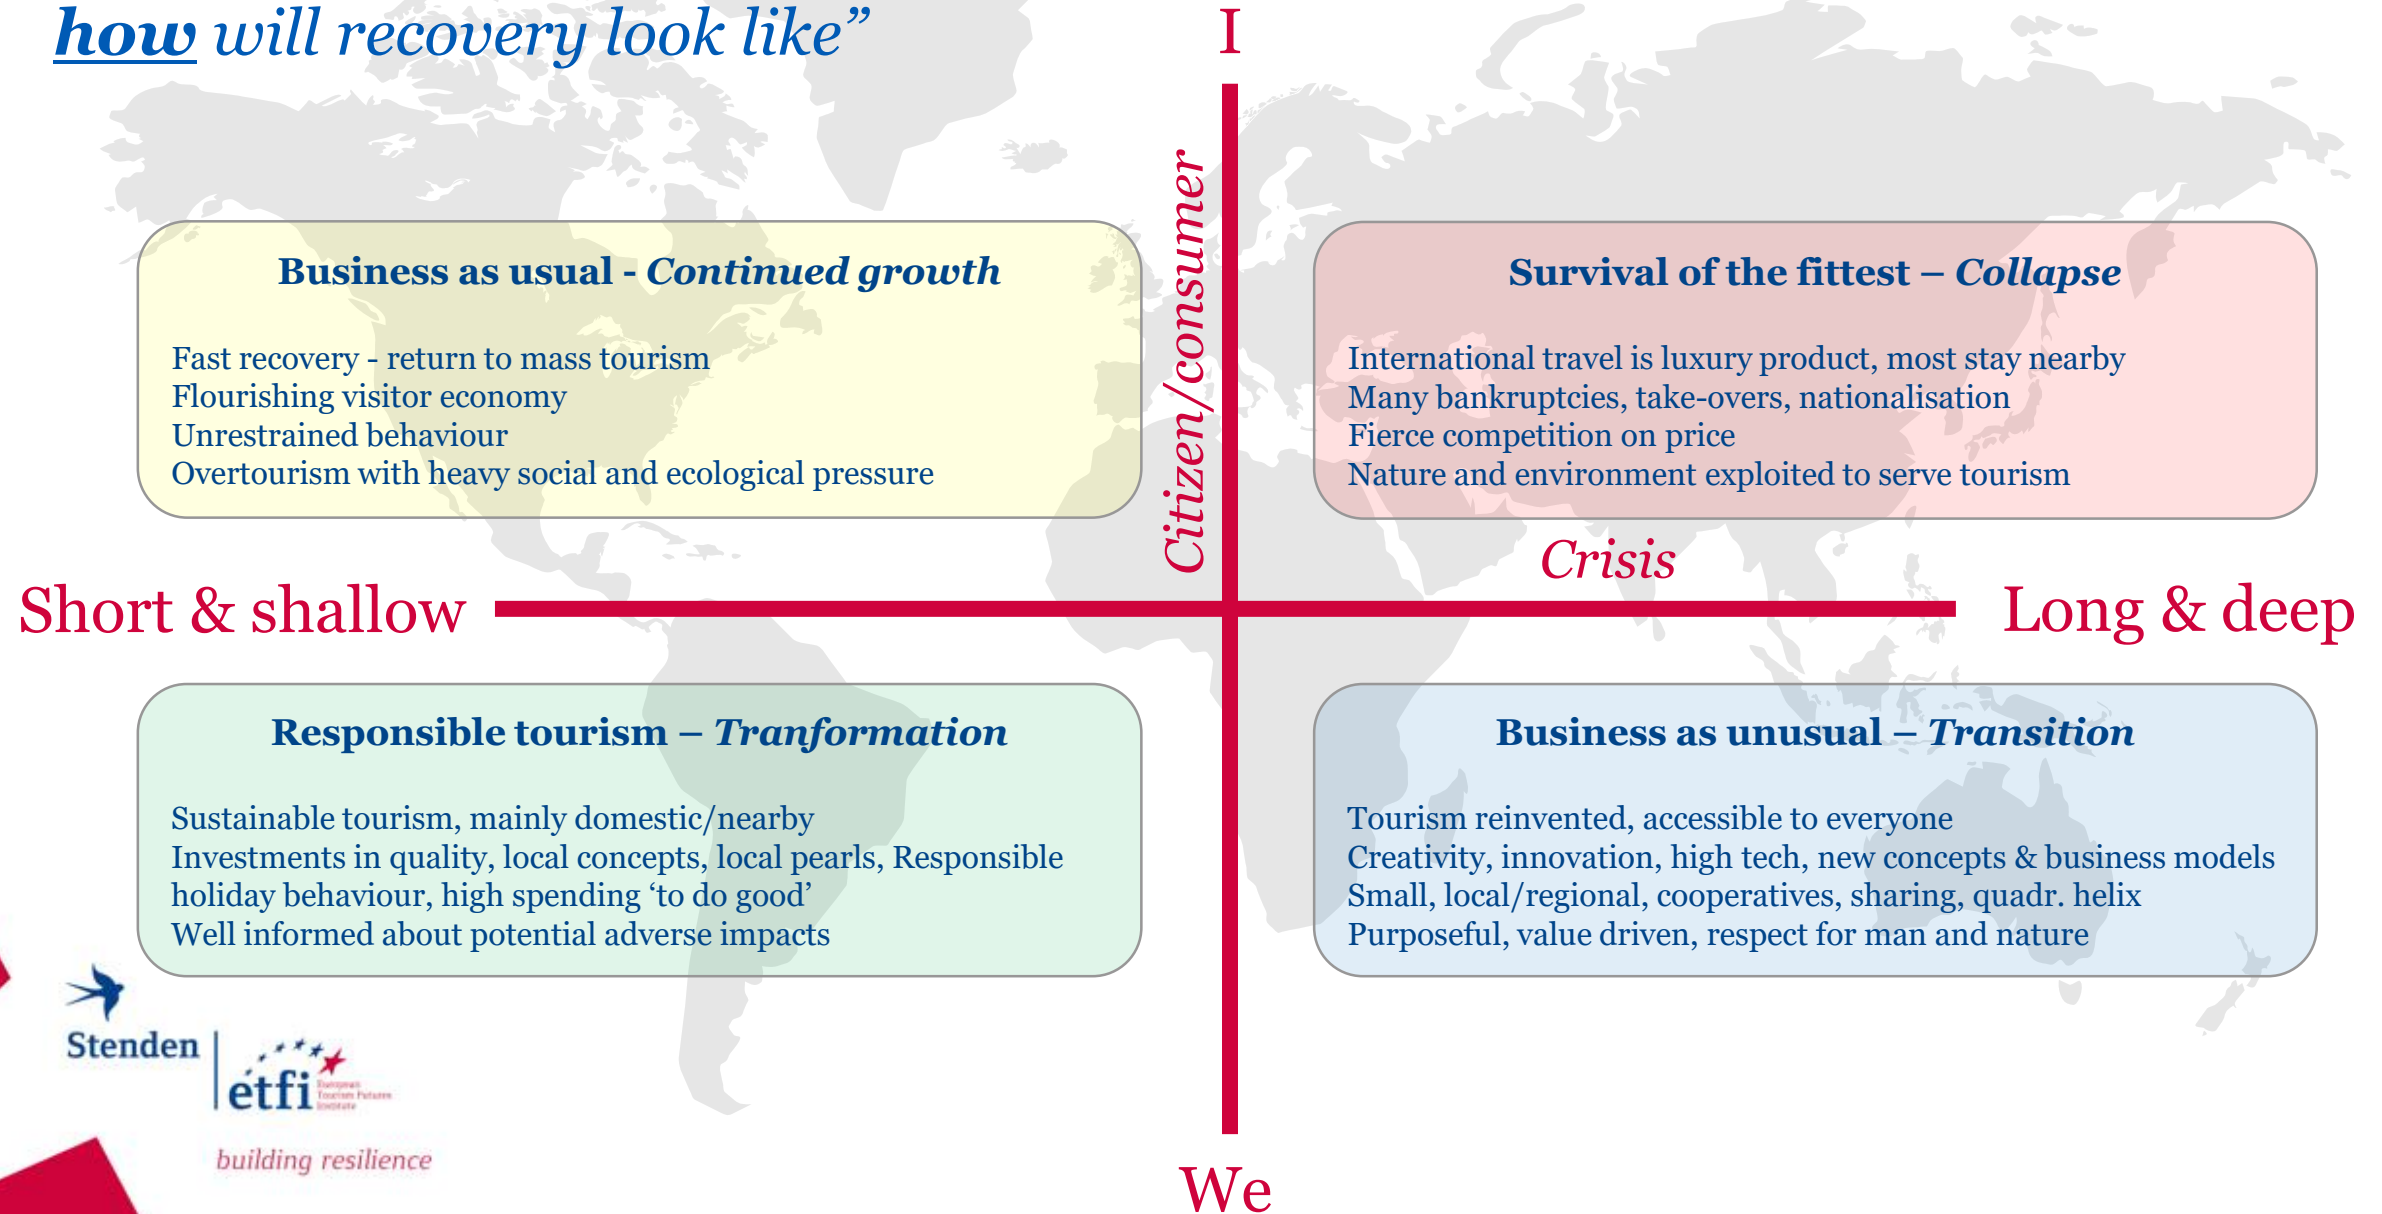 how will recovery look like”
I
Citizen/consumer
Business as usual - Continued growth
Fast recovery - return to mass tourism
Flourishing visitor economy
Unrestrained behaviour
Overtourism with heavy social and ecological pressure
Survival of the fittest – Collapse
International travel is luxury product, most stay nearby
Many bankruptcies, take-overs, nationalisation
Fierce competition on price
Nature and environment exploited to serve tourism
Crisis
Short & shallow
Long & deep
Responsible tourism – Tranformation
Sustainable tourism, mainly domestic/nearby
Investments in quality, local concepts, local pearls, Responsible
holiday behaviour, high spending ‘to do good’
Well informed about potential adverse impacts
Business as unusual – Transition
Tourism reinvented, accessible to everyone
Creativity, innovation, high tech, new concepts & business models
Small, local/regional, cooperatives, sharing, quadr. helix
Purposeful, value driven, respect for man and nature
Stenden
étfi
European
Tourism Futures
Institute
building resilience
We